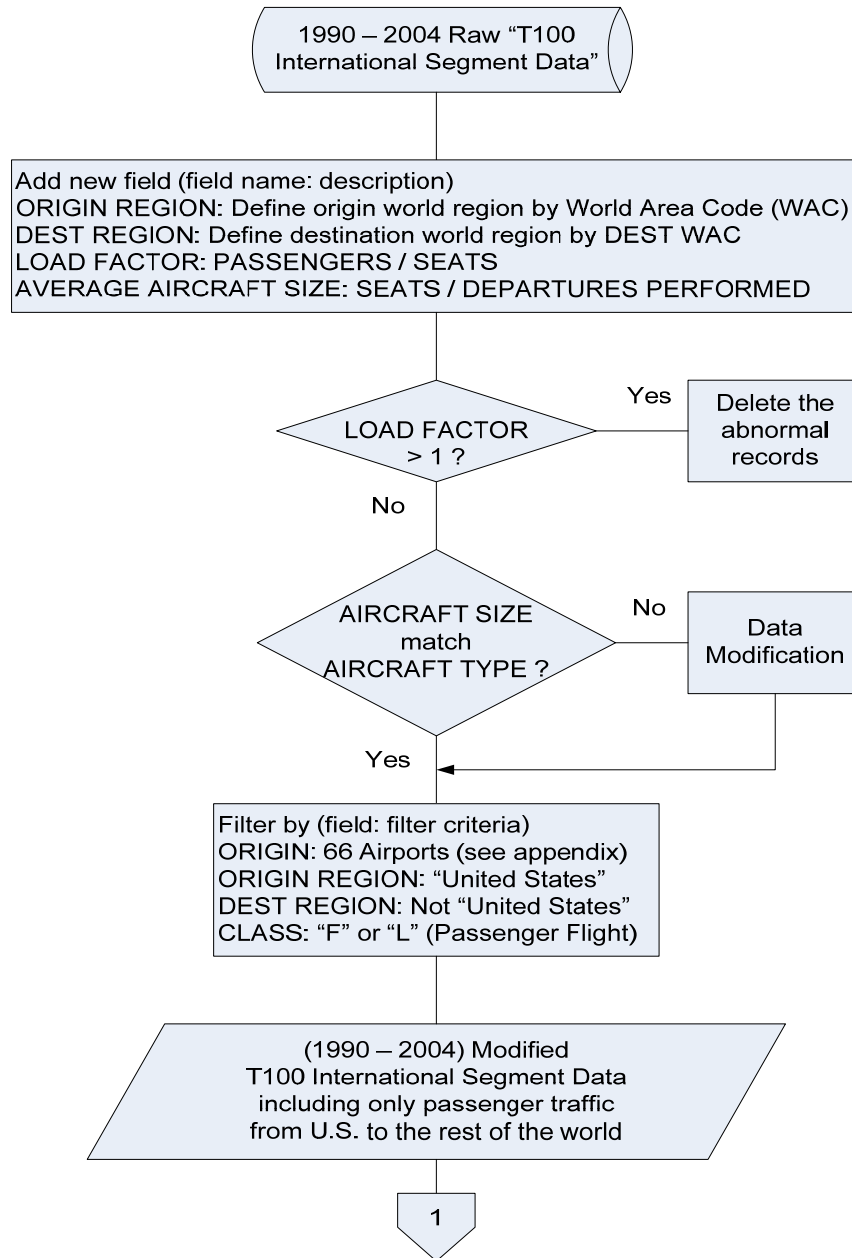 1990 – 2004 Raw “T100
International Segment Data”
Add new field (field name: description)
ORIGIN REGION: Define origin world region by World Area Code (WAC)
DEST REGION: Define destination world region by DEST WAC
LOAD FACTOR: PASSENGERS / SEATS
AVERAGE AIRCRAFT SIZE: SEATS / DEPARTURES PERFORMED
LOAD FACTOR
> 1 ?
Yes
Delete the
abnormal
records
No
AIRCRAFT SIZE
match
AIRCRAFT TYPE ?
No
Data
Modification
Yes
Filter by (field: filter criteria)
ORIGIN: 66 Airports (see appendix)
ORIGIN REGION: “United States”
DEST REGION: Not “United States”
CLASS: “F” or “L” (Passenger Flight)
(1990 – 2004) Modified
T100 International Segment Data
including only passenger traffic
from U.S. to the rest of the world
1